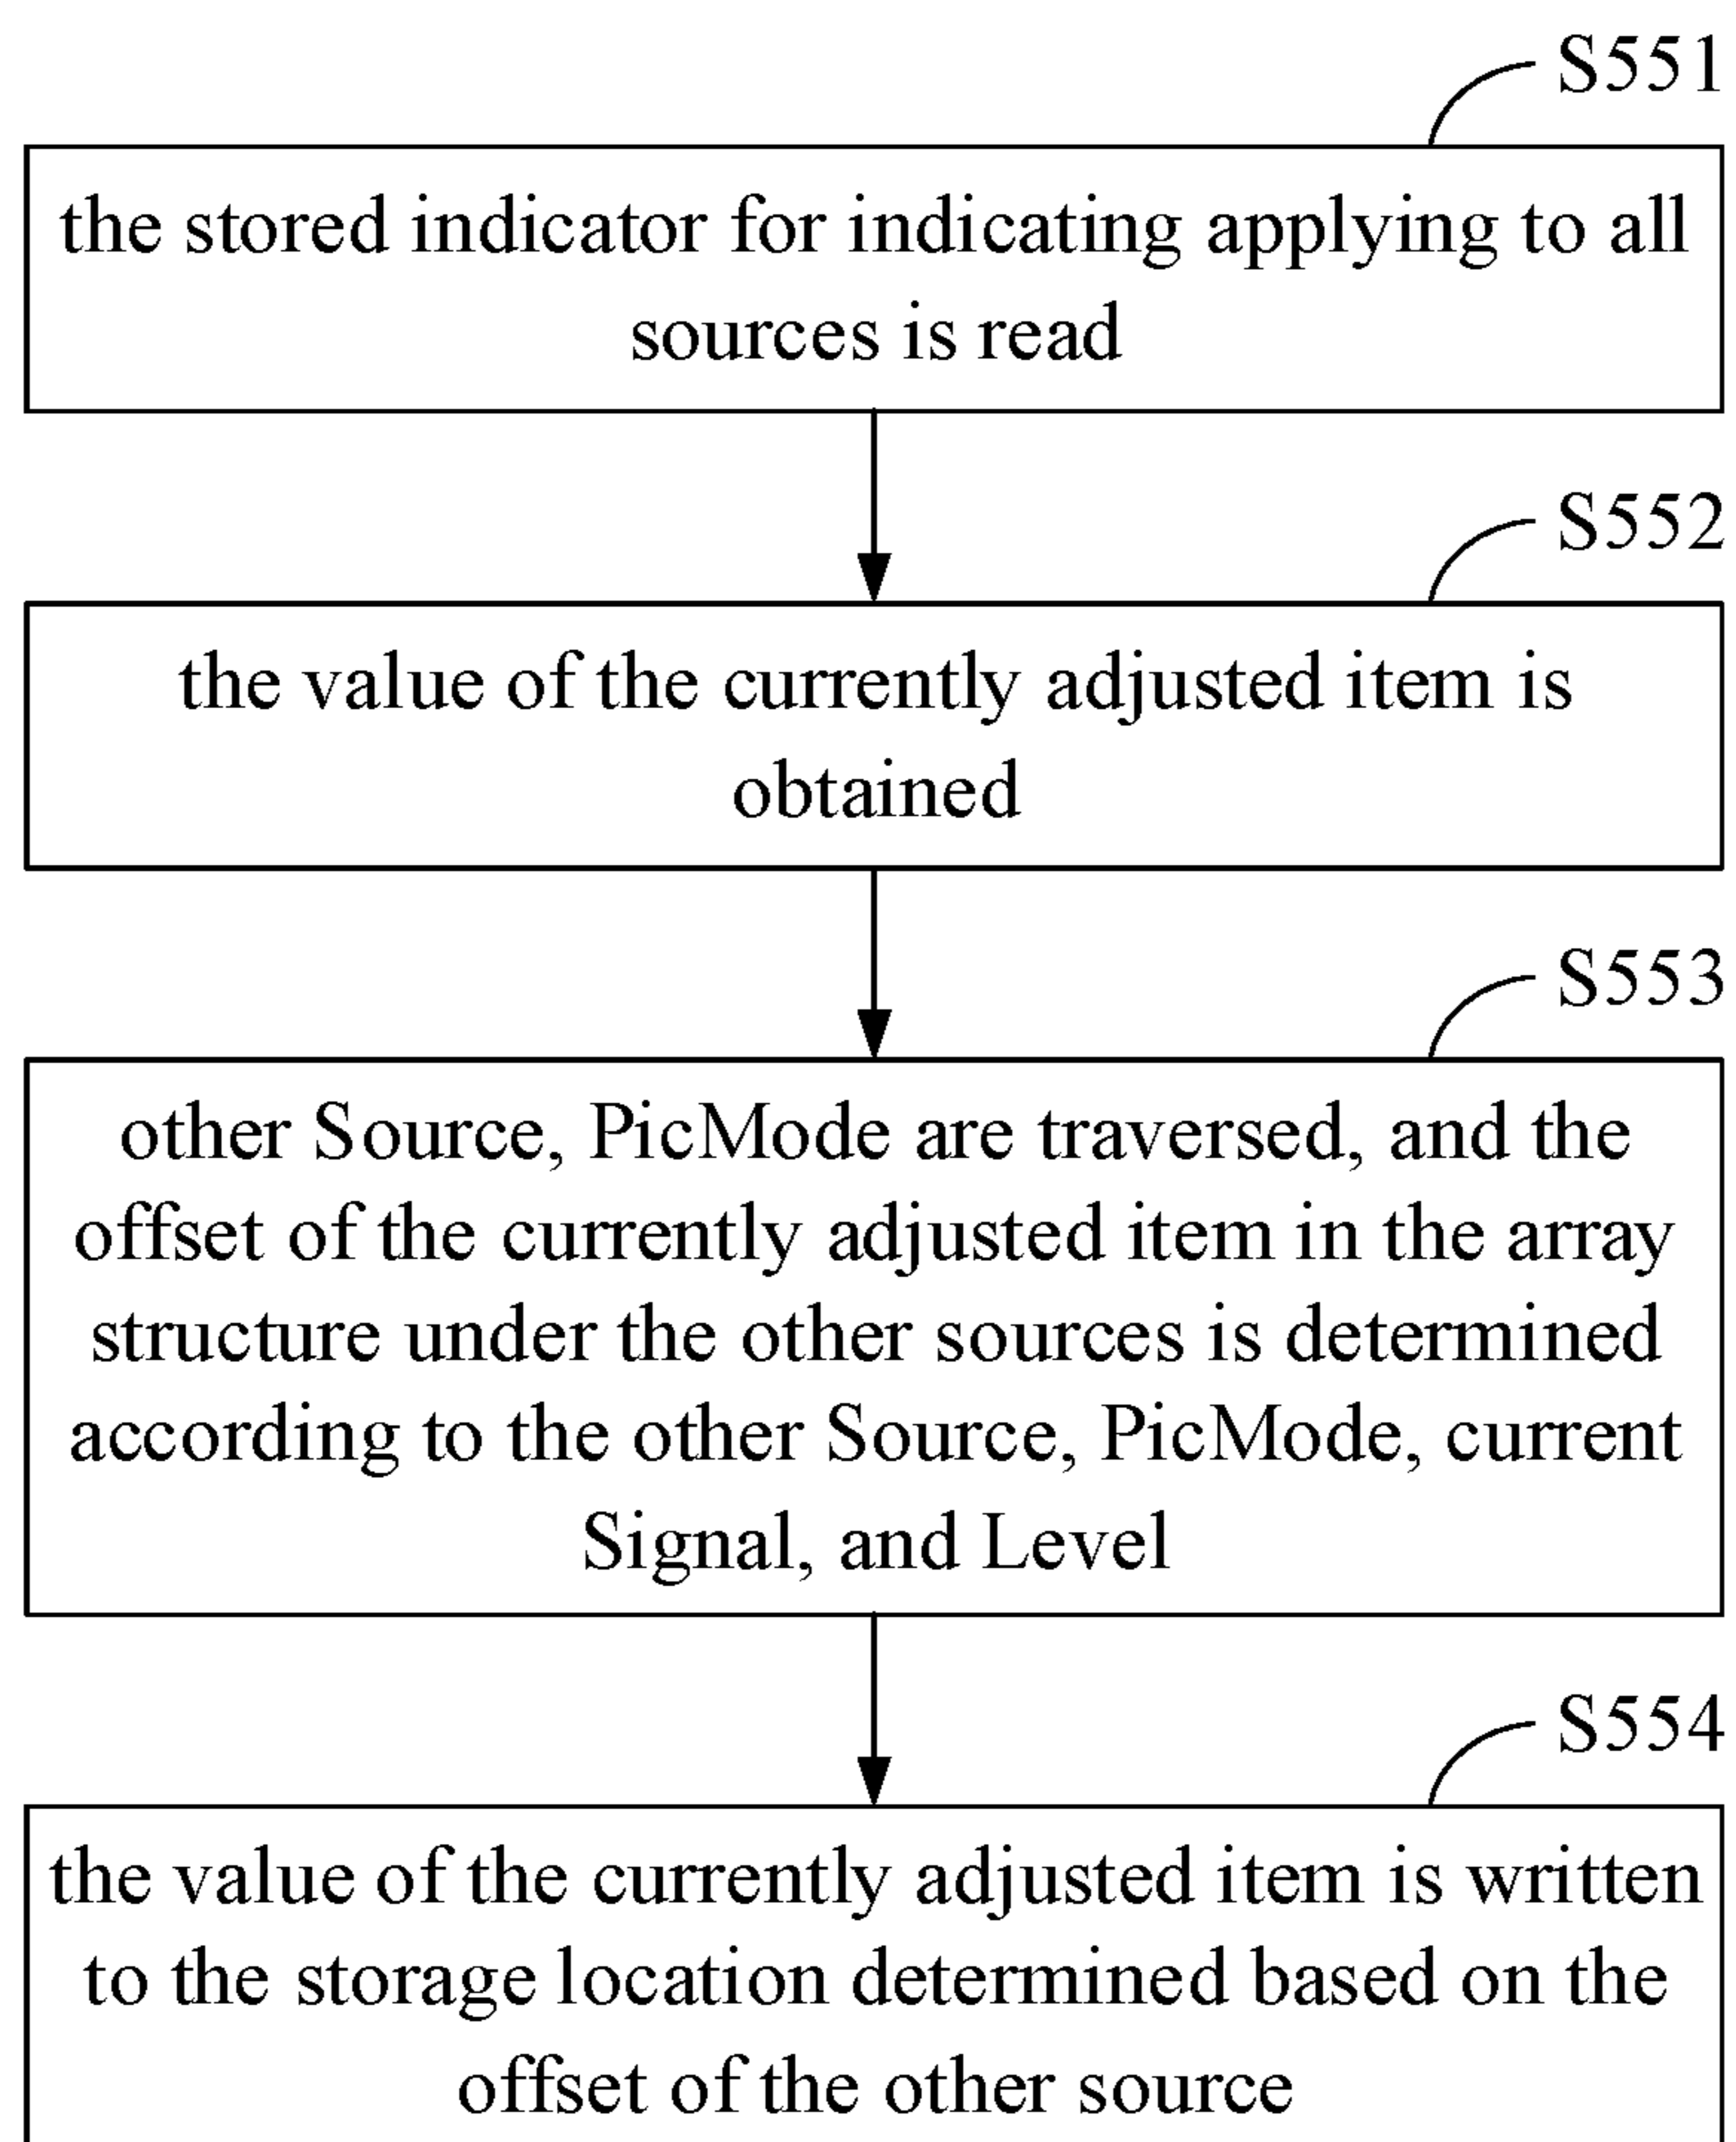 S551
the stored indicator for indicating applying to all
sources is read
S552
the value of the currently adjusted item is
obtained
S553
other Source, PicMode are traversed, and the
offset of the currently adjusted item in the array
structure under the other sources is determined
according to the other Source, PicMode, current
Signal, and Level
S554
the value of the currently adjusted item is written
to the storage location determined based on the
offset of the other source